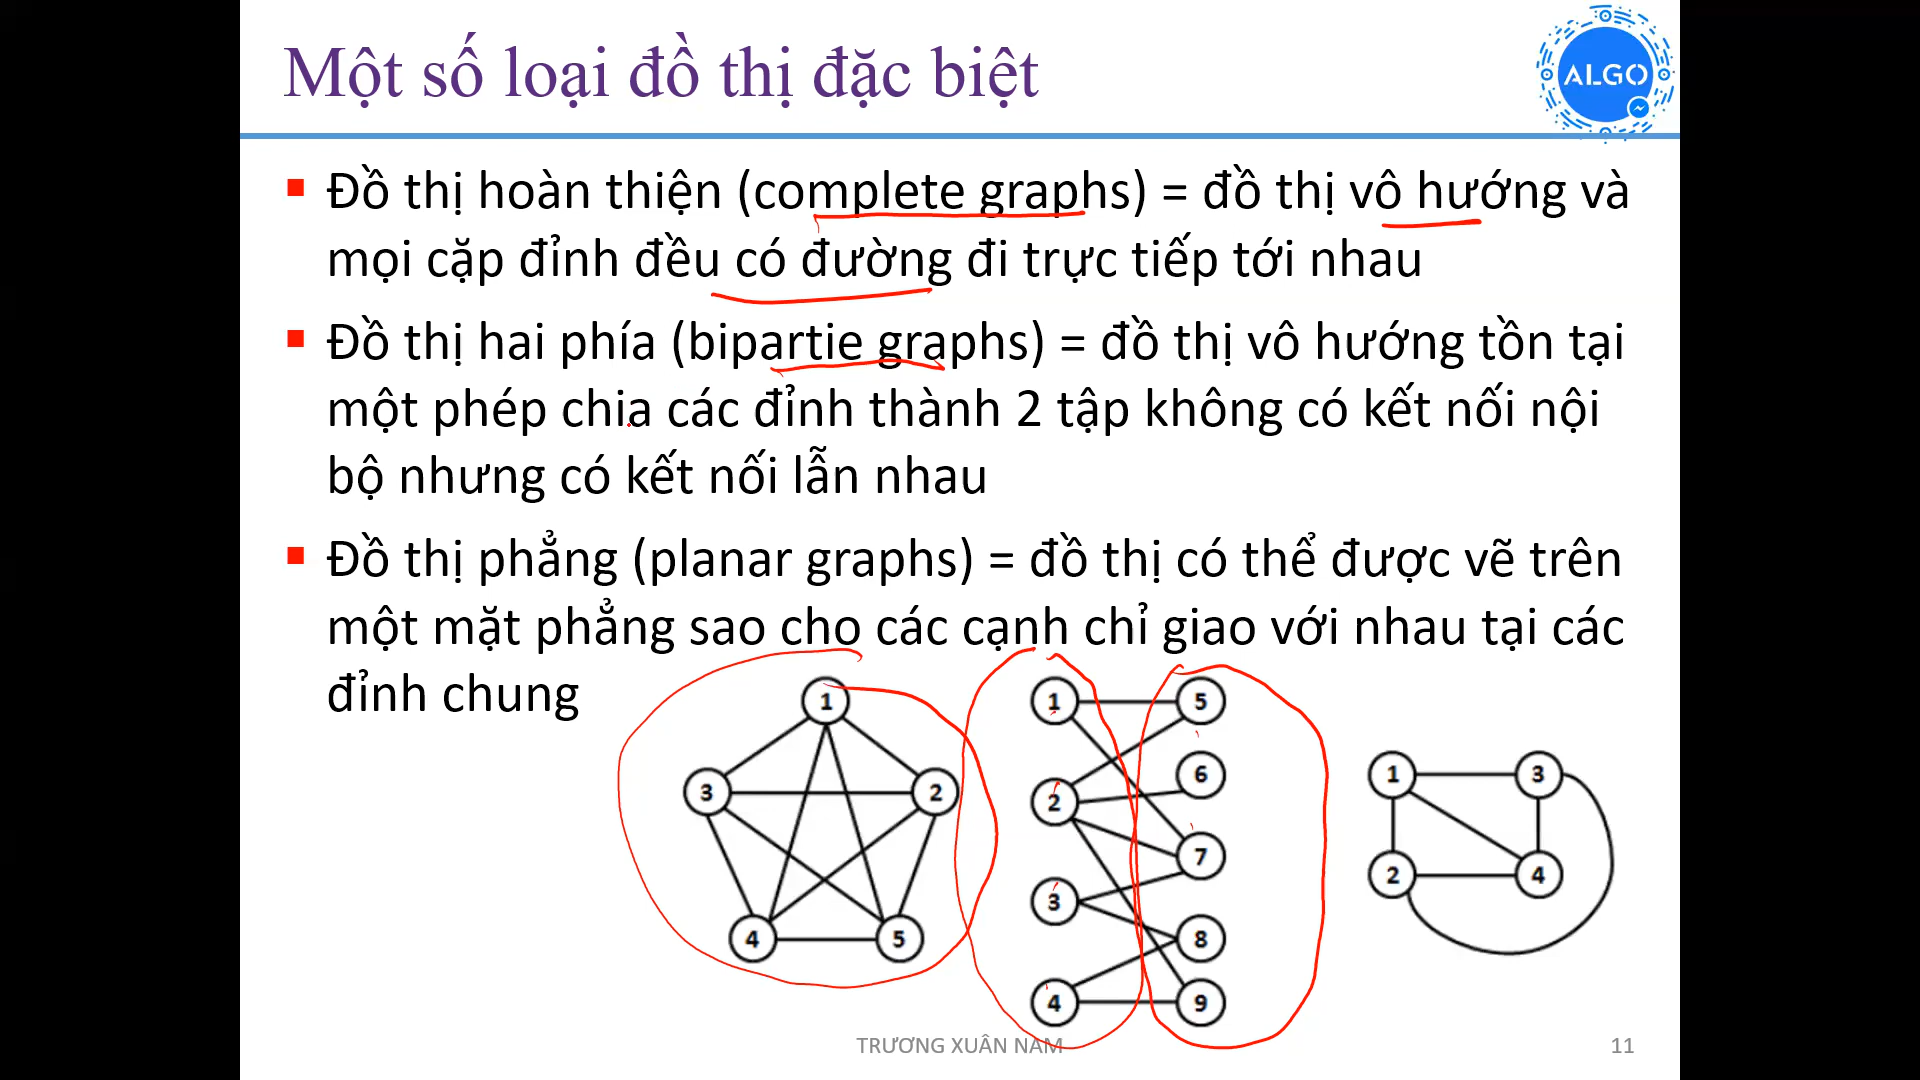 Một số loại đồ thị đặc biệt
ALGO
Đồ thị hoàn thiện (complete graphs) = đồ thị vô hướng và
mọi cặp đỉnh đều có đường đi trực tiếp tới nhau
Đồ thị hai phía (bipartie graphs) = đồ thị vô hướng tồn tại
một phép chia các đỉnh thành 2 tập không có kết nối nội
bộ nhưng có kết nối lẫn nhau
Đồ thị phẳng (planar graphs) = đồ thị có thể được vẽ trên
một mặt phẳng sao cho các cạnh chỉ giao với nhau tại các
đỉnh chung
1
3 2
4 5
1 5
6
2
7
3
8
4 9
1 3
2 4
TRƯƠNG XUÂN NAM
11